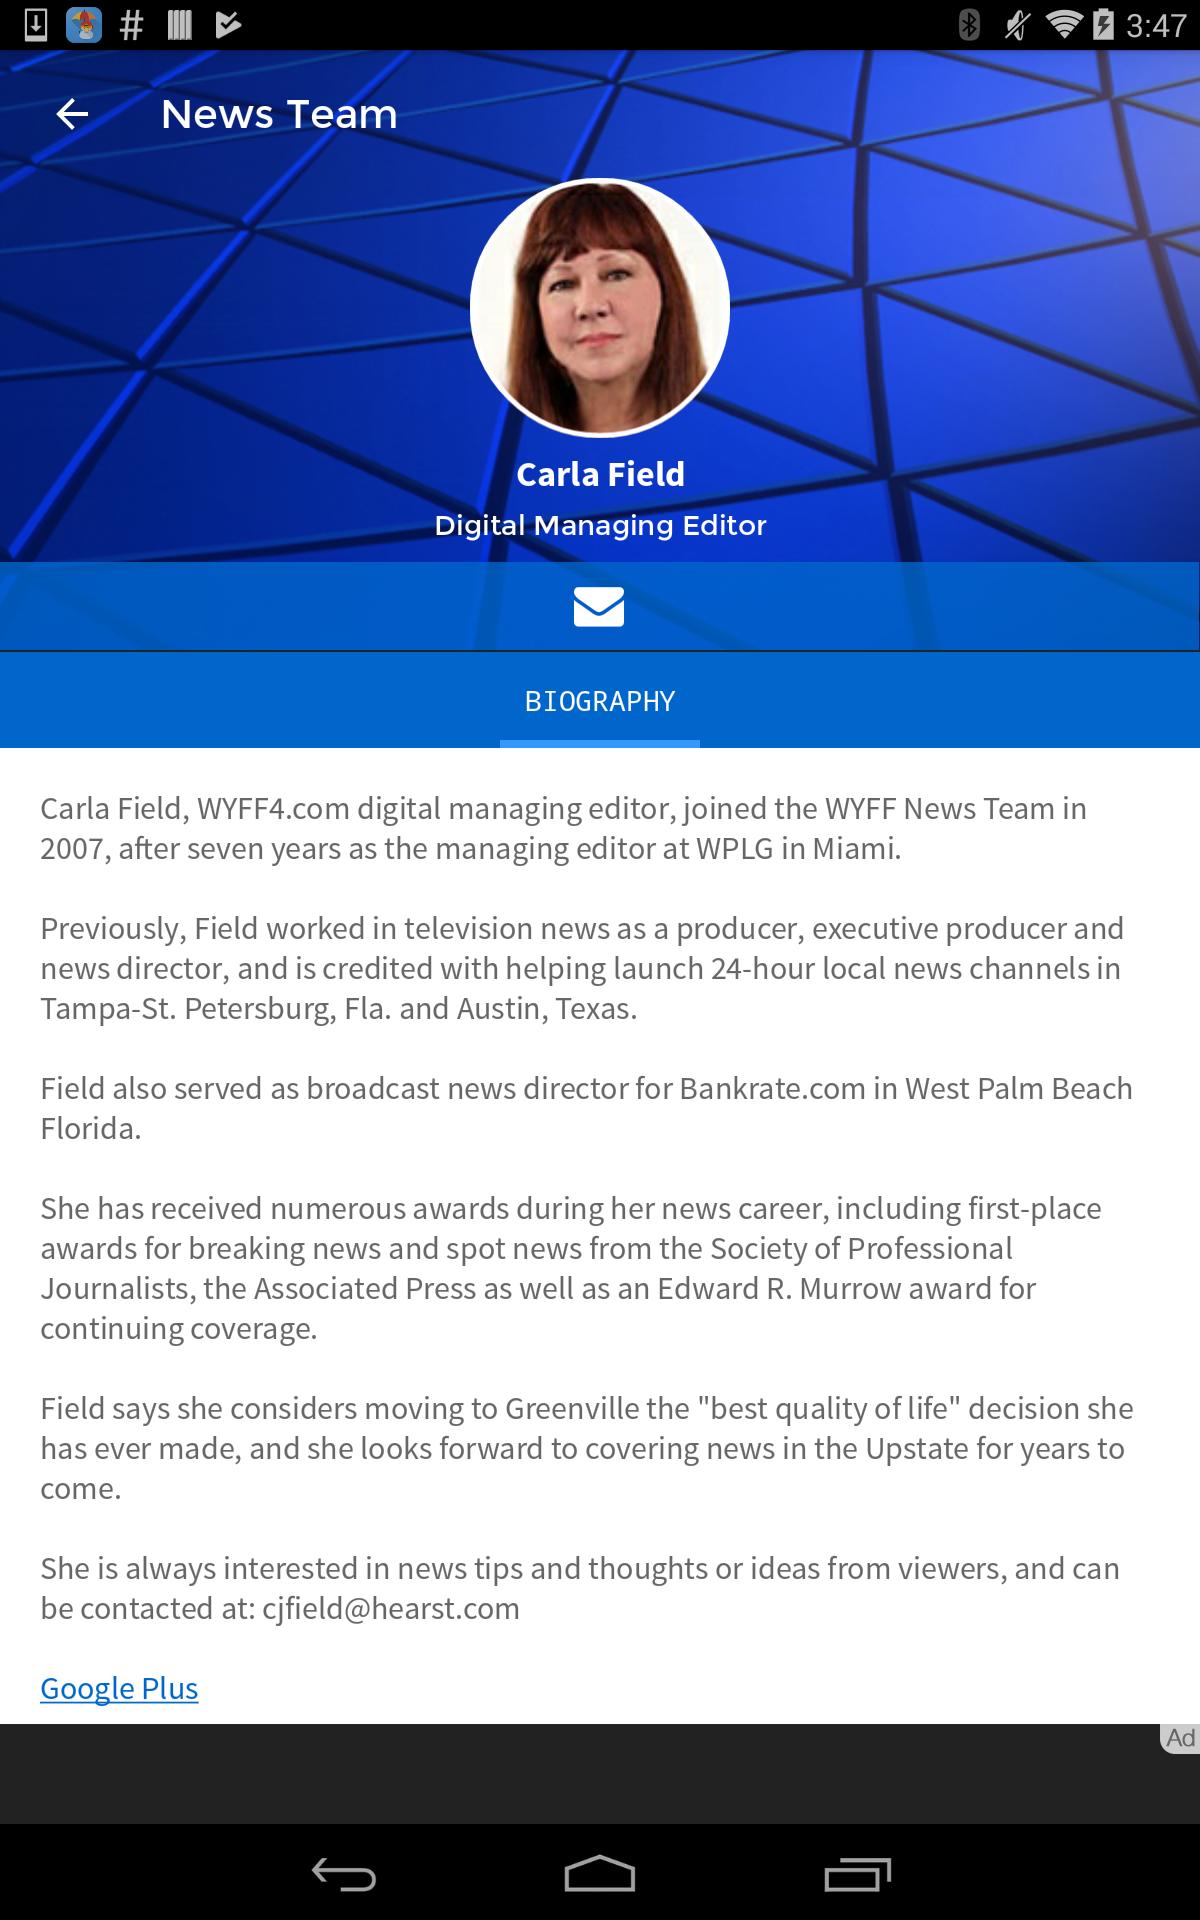 3:47
News Team
Carla Field
Digital Managing Editor
BIOGRAPHY
Carla Field, WYFF4.com digital managing editor, joined the WYFF News Team in
2007, after seven years as the managing editor at WPLG in Miami.
Previously, Field worked in television news as a producer, executive producer and
news director, and is credited with helping launch 24-hour local news channels in
Tampa-St. Petersburg, Fla. and Austin, Texas.
Field also served as broadcast news director for Bankrate.com in West Palm Beach
Florida.
She has received numerous awards during her news career, including first-place
awards for breaking news and spot news from the Society of Professional
Journalists, the Associated Press as well as an Edward R. Murrow award for
continuing coverage.
Field says she considers moving to Greenville the "best quality of life" decision she
has ever made, and she looks forward to covering news in the Upstate for years to
come.
She is always interested in news tips and thoughts or ideas from viewers, and can
be contacted at: cjfield@hearst.com
Google Plus
Ad